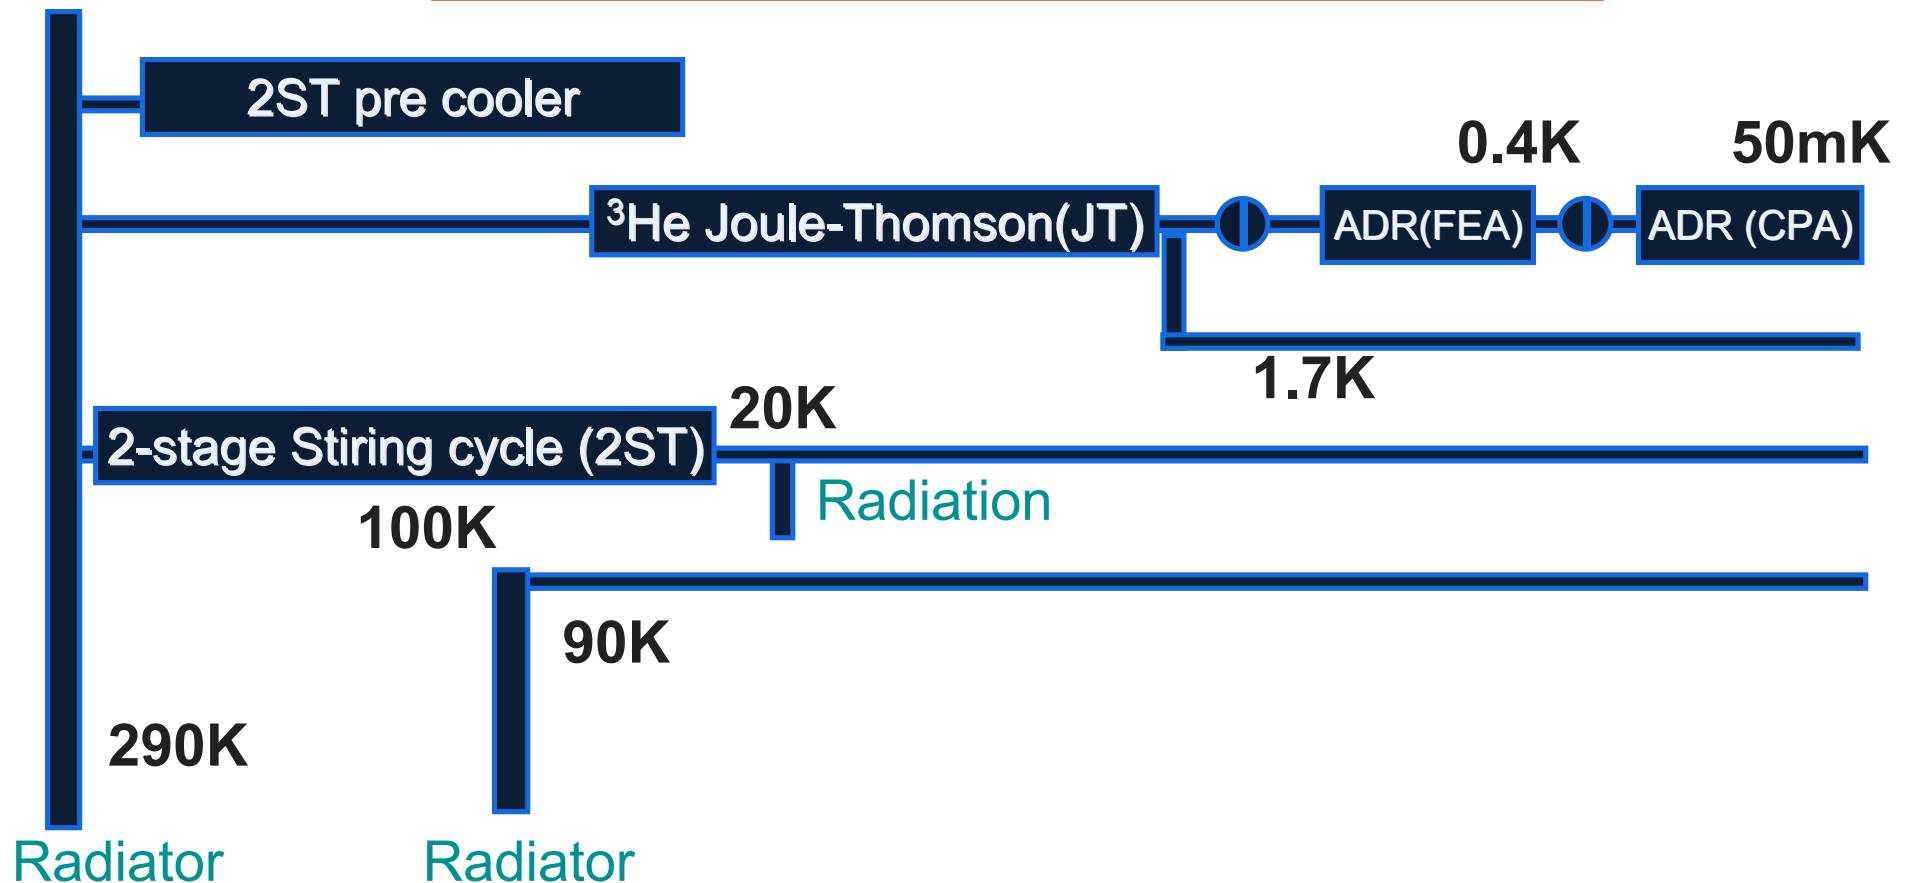 2ST pre cooler
0.4K
50mK
³He Joule-Thomson(JT)
ADR(FEA)
ADR (CPA)
1.7K
20K
2-stage Stiring cycle (2ST)
Radiation
100K
90K
290K
Radiator
Radiator